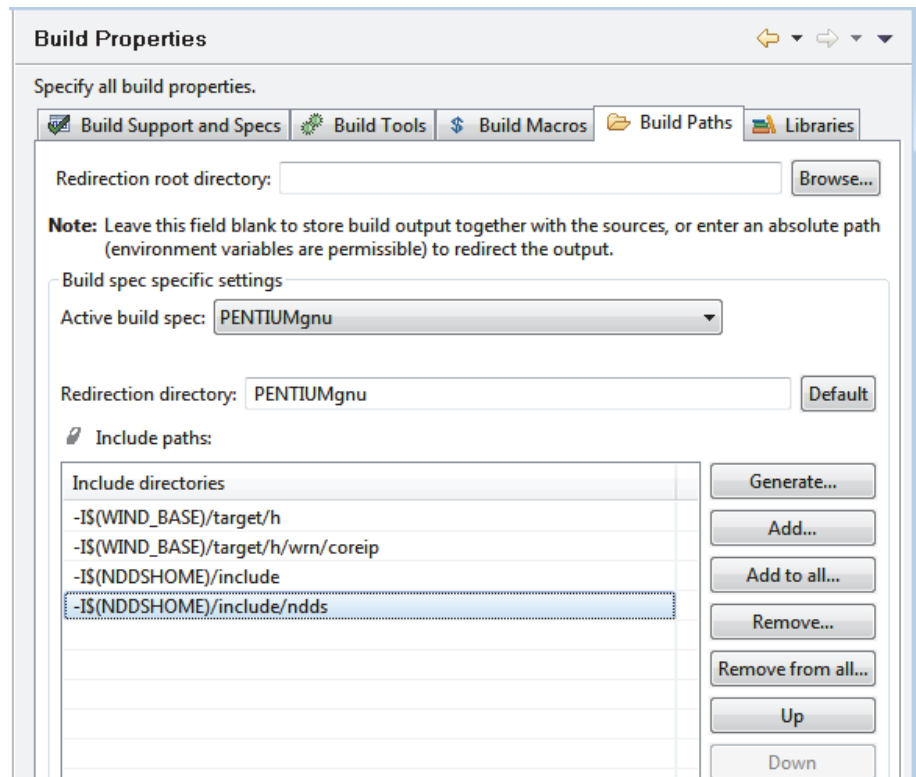 Build Properties
Specify all build properties.
Build Support and Specs Build Tools Build Macros Build Paths Libraries
Redirection root directory: Browse...
Note: Leave this field blank to store build output together with the sources, or enter an absolute path
(environment variables are permissible) to redirect the output.
Build spec specific settings
Active build spec: PENTIUMgnu
Redirection directory: PENTIUMgnu Default
Include paths:
Include directories
Generate...
-I$(WIND_BASE)/target/h
Add...
-I$(WIND_BASE)/target/h/wrn/coreip
-I$(NDDSHOME)/include
Add to all...
-I$(NDDSHOME)/include/ndds
Remove...
Remove from all...
Up
Down